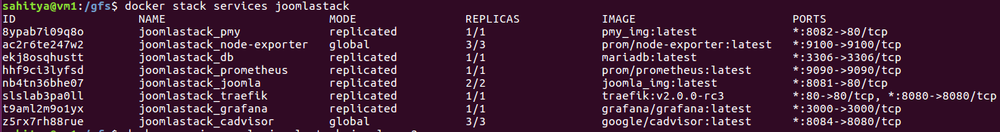 sahitya@vm1:/gfs$ docker stack services joomlastack
ID NAME MODE REPLICAS IMAGE PORTS
8ypab7i09q8o joomlastack_pmy replicated 1/1 pmy_img:latest *:8082->80/tcp
ac2r6te247w2 joomlastack_node-exporter global 3/3 prom/node-exporter:latest *:9100->9100/tcp
ekj8osqhustt joomlastack_db replicated 1/1 mariadb:latest *:3306->3306/tcp
hhf9ci3lyfsd joomlastack_prometheus replicated 1/1 prom/prometheus:latest *:9090->9090/tcp
nb4tn36bhe07 joomlastack_joomla replicated 2/2 joomla_img:latest *:8081->80/tcp
slslab3pa0ll joomlastack_traefik replicated 1/1 traefik:v2.0.0-rc3 *:80->80/tcp, *:8080->8080/tcp
t9aml2m9o1yx joomlastack_grafana replicated 1/1 grafana/grafana:latest *:3000->3000/tcp
z5rx7rh88rue joomlastack_cadvisor global 3/3 google/cadvisor:latest *:8084->8080/tcp